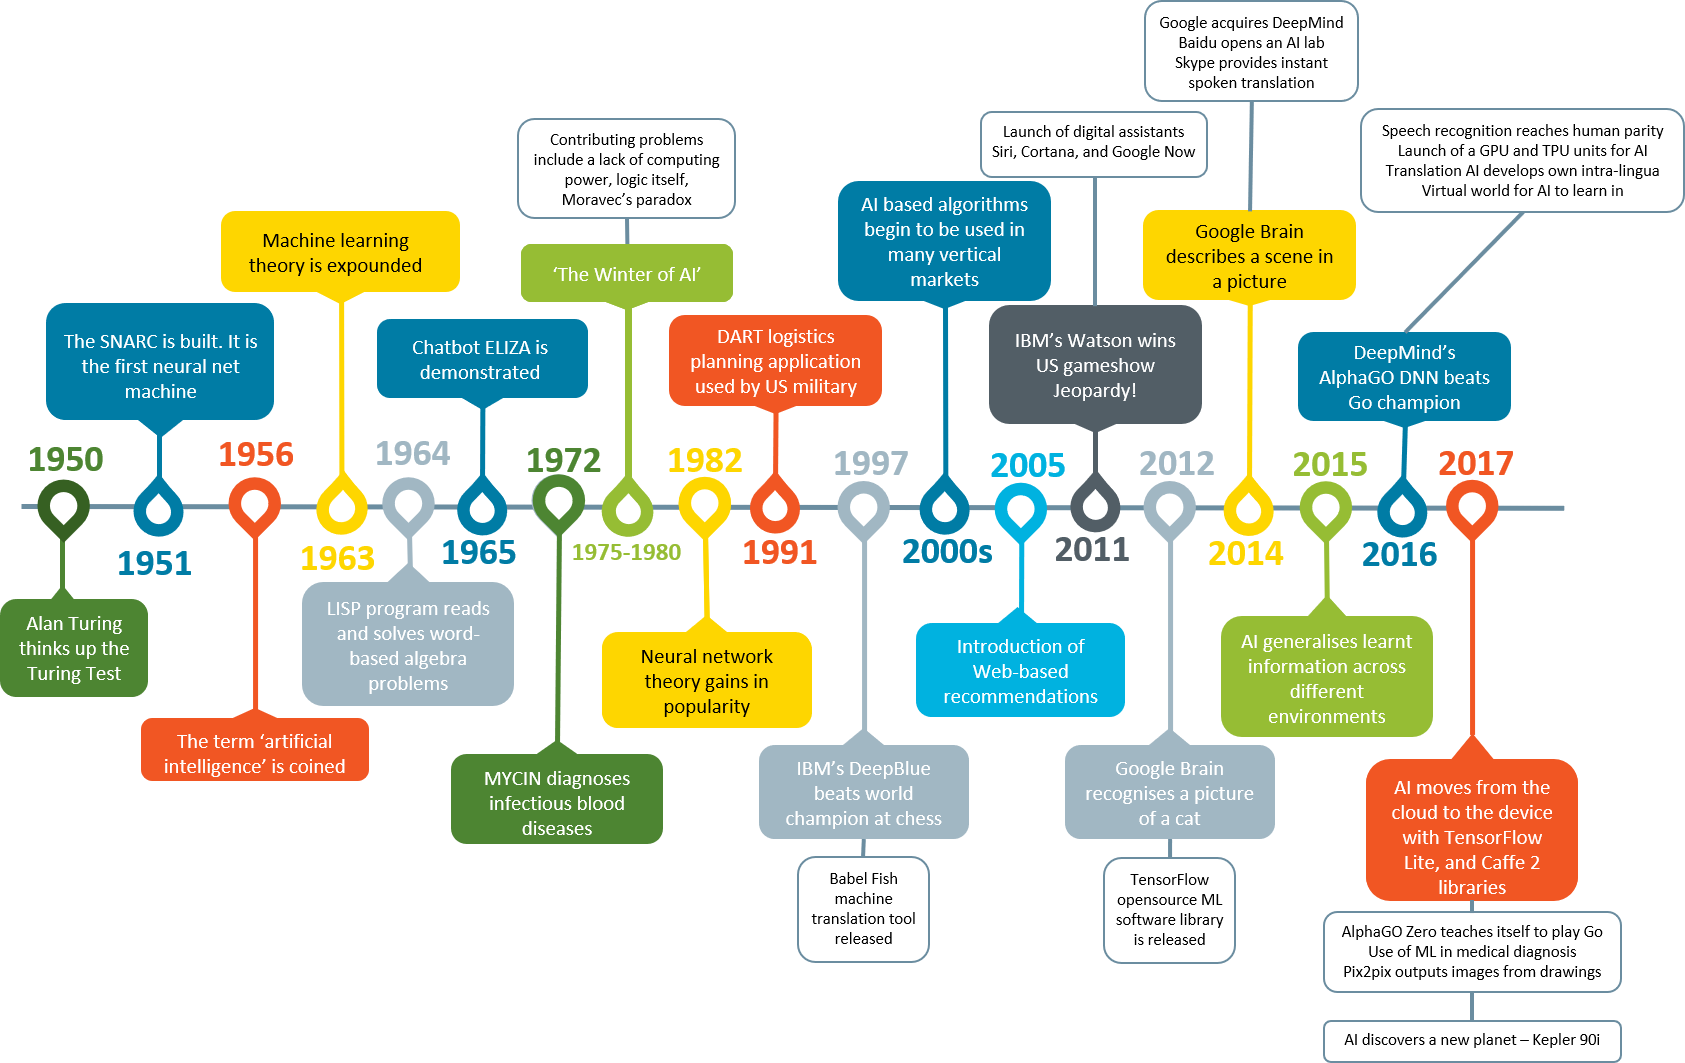 Google acquires DeepMind
Baidu opens an AI lab
Skype provides instant
spoken translation
Contributing problems
include a lack of computing
power, logic itself,
Moravec's paradox
Launch of digital assistants
Siri, Cortana, and Google Now
Speech recognition reaches human parity
Launch of a GPU and TPU units for AI
Translation AI develops own intra-lingua
Virtual world for AI to learn in
The SNARC is built. It is
the first neural net
machine
Machine learning
theory is expounded
Chatbot ELIZA is
demonstrated
‘The Winter of AI’
DART logistics
planning application
used by US military
AI based algorithms
begin to be used in
many vertical
markets
IBM’s Watson wins
US gameshow
Jeopardy!
Google Brain
describes a scene in
a picture
DeepMind’s
AlphaGO DNN beats
Go champion
1950
1951
1956
1963
1964
1965
1972
1975-1980
1982
1991
1997
2000s
2005
2011
2012
2014
2015
2016
2017
Alan Turing
thinks up the
Turing Test
The term ‘artificial
intelligence’ is coined
LISP program reads
and solves word-
based algebra
problems
MYCIN diagnoses
infectious blood
diseases
Neural network
theory gains in
popularity
IBM’s DeepBlue
beats world
champion at chess
Babel Fish
machine
translation tool
released
Introduction of
Web-based
recommendations
Google Brain
recognises a picture
of a cat
TensorFlow
opensource ML
software library
is released
AI generalises learnt
information across
different
environments
AI moves from the
cloud to the device
with TensorFlow
Lite, and Caffe 2
libraries
AlphaGO Zero teaches itself to play Go
Use of ML in medical diagnosis
Pix2pix outputs images from drawings
AI discovers a new planet – Kepler 90i